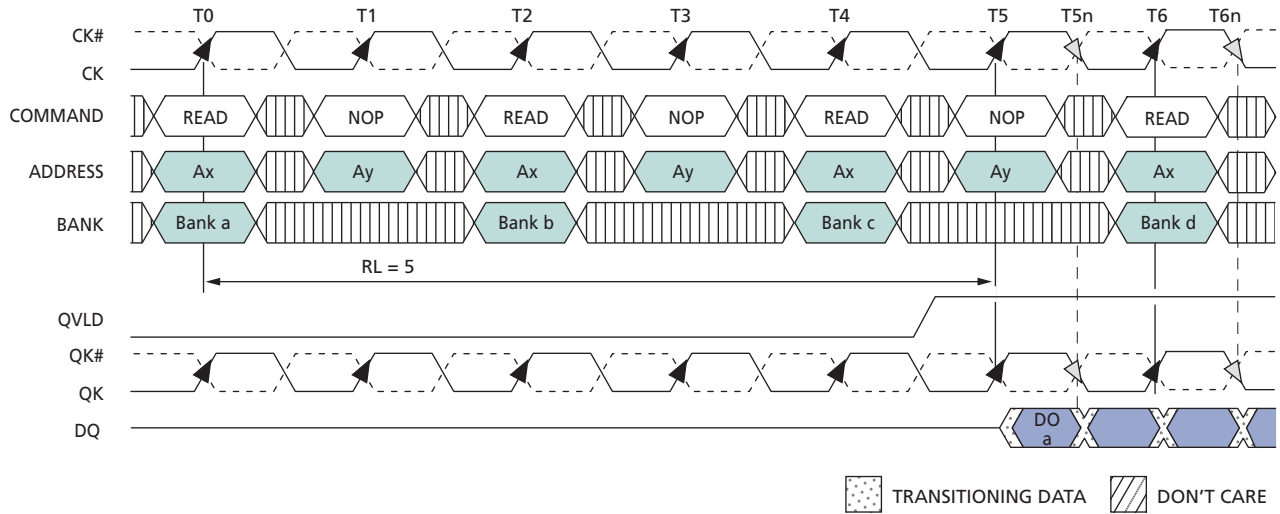 T0 T1 T2 T3 T4 T5 T5n T6 T6n
CK#
CK
COMMAND READ NOP READ NOP READ NOP READ
ADDRESS Ax Ay Ax Ay Ax Ay Ax
BANK Bank a Bank b Bank c Bank d
RL = 5
QVLD
QK#
QK
DQ DO
a
TRANSITIONING DATA DON'T CARE